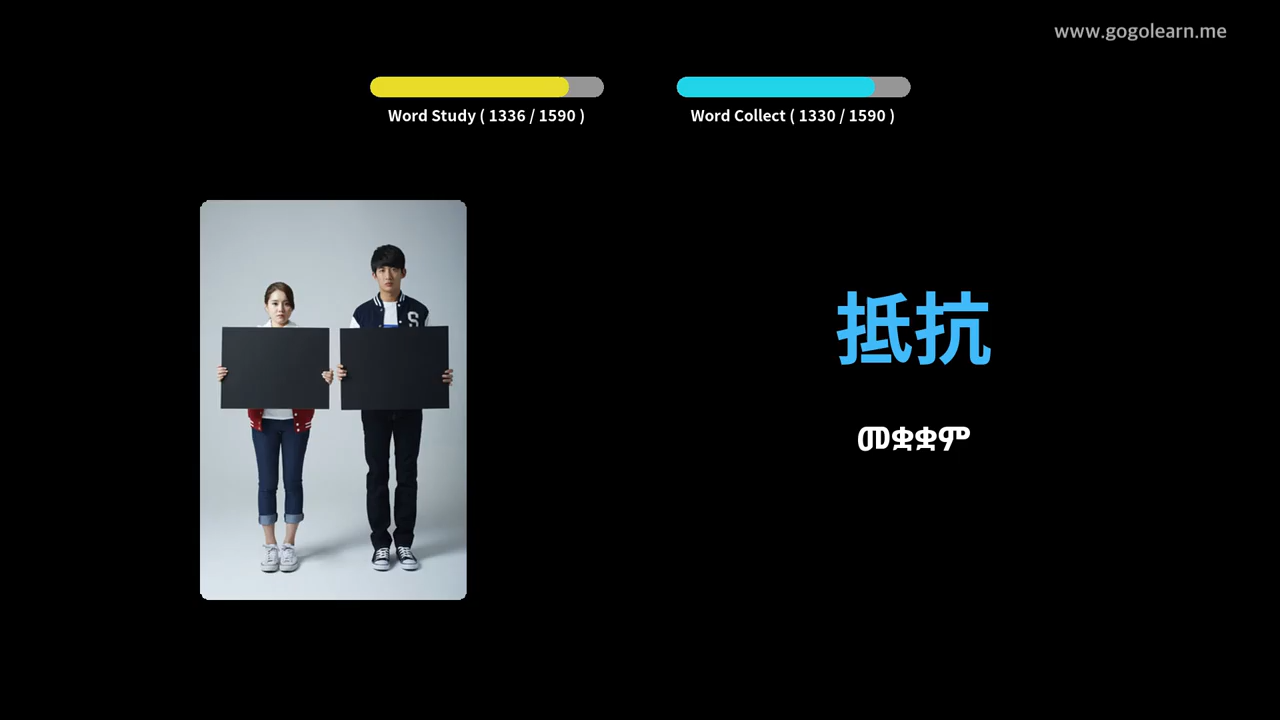 www.gogolearn.me
Word Study ( 1336 / 1590 )
Word Collect ( 1330 / 1590 )
S
抵抗
መቋቋም